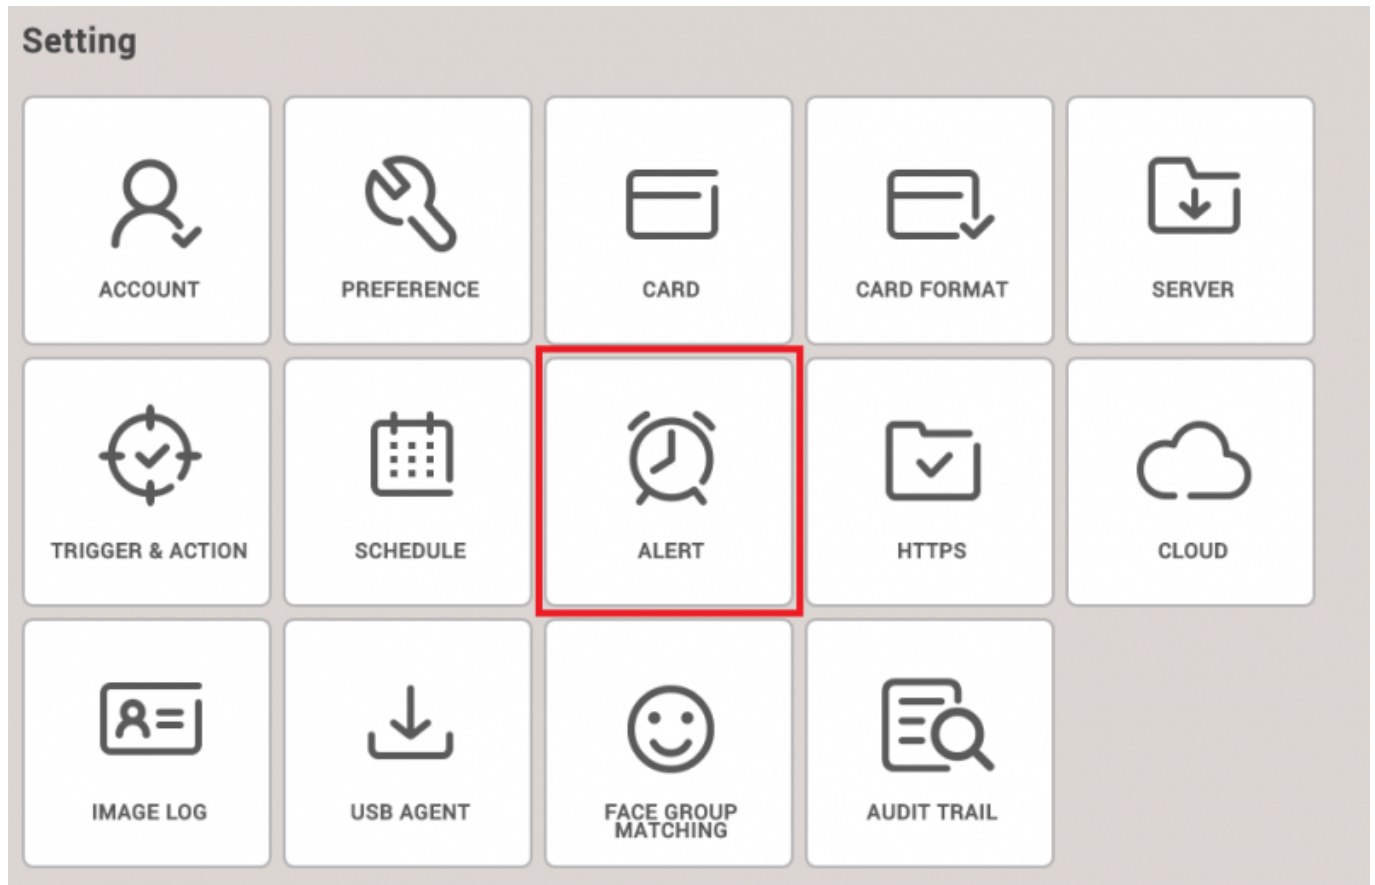 Setting
ACCOUNT
PREFERENCE
CARD
CARD FORMAT
SERVER
TRIGGER & ACTION
SCHEDULE
ALERT
HTTPS
CLOUD
IMAGE LOG
USB AGENT
FACE GROUP
MATCHING
AUDIT TRAIL